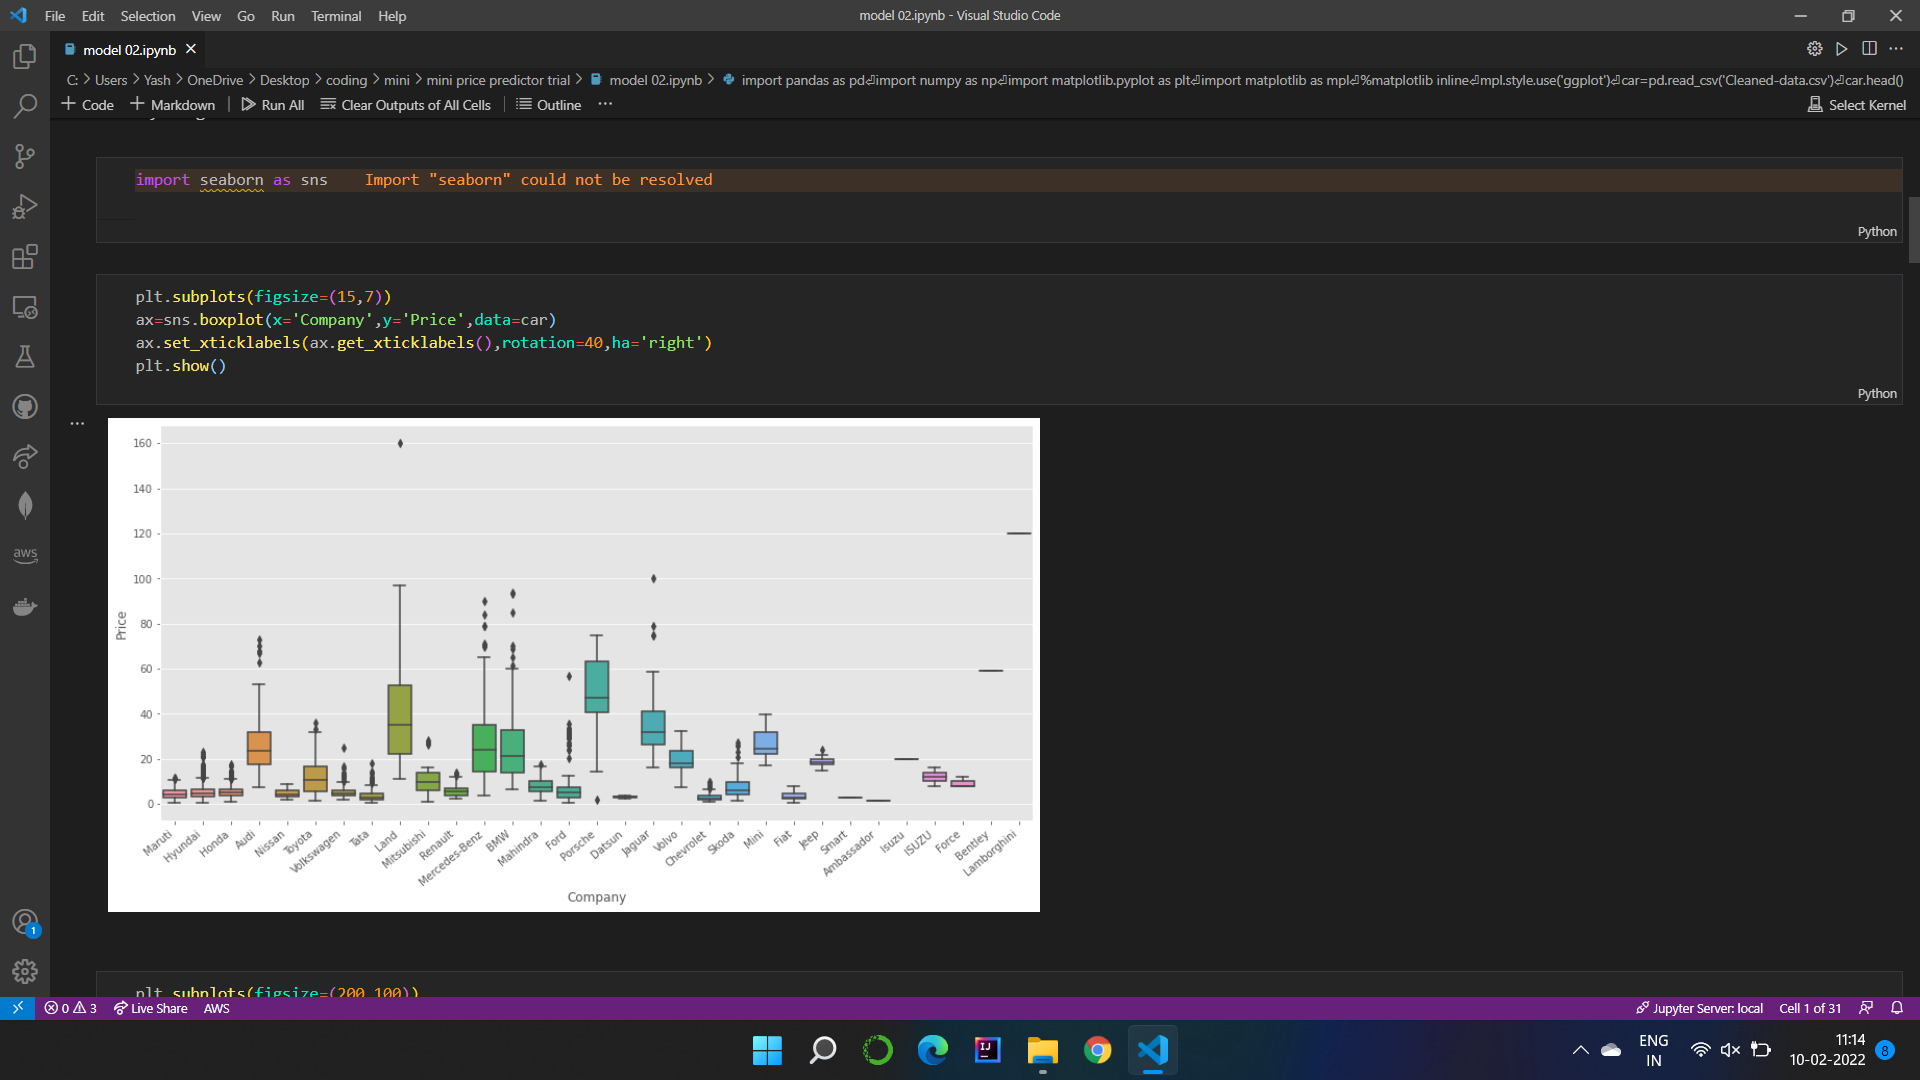 File Edit Selection View Go Run Terminal Help
model 02.ipynb - Visual Studio Code
model 02.ipynb
C: > Users > Yash > OneDrive > Desktop > coding > mini > mini price predictor trial > model 02.ipynb > import pandas as pd⏎import numpy as np⏎import matplotlib.pyplot as plt⏎import matplotlib as mpl⏎%matplotlib inline⏎mpl.style.use('ggplot')⏎car=pd.read_csv('Cleaned-data.csv')⏎car.head()
+ Code + Markdown | Run All Clear Outputs of All Cells | Outline ···
Select Kernel
import seaborn as sns Import "seaborn" could not be resolved
Python
plt.subplots(figsize=(15,7))
ax=sns.boxplot(x='Company',y='Price',data=car)
ax.set_xticklabels(ax.get_xticklabels(),rotation=40,ha='right')
plt.show()
Python
160
140
120
100
80
60
40
20
0
Price
Maruti Hyundai Honda Audi Nissan Toyota Volkswagen Tata Land Mitsubishi Renault Mercedes-Benz BMW Mahindra Ford Porsche Datsun Jaguar Volvo Chevrolet Skoda Mini Fiat Jeep Smart Ambassador Isuzu ISUZU Force Bentley Lamborghini
Company
plt.subplots(figsize=(200,100))
aws
1
0 3 Live Share AWS
Jupyter Server: local Cell 1 of 31
IJ
ENG
IN
11:14
10-02-2022
8